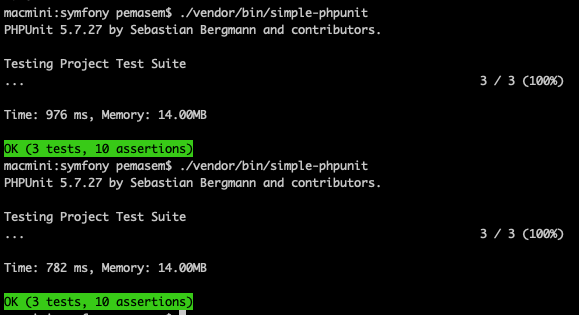 macmini:symfony pemasem$ ./vendor/bin/simple-phpunit
PHPUnit 5.7.27 by Sebastian Bergmann and contributors.
Testing Project Test Suite
... 3 / 3 (100%)
Time: 976 ms, Memory: 14.00MB
OK (3 tests, 10 assertions)
macmini:symfony pemasem$ ./vendor/bin/simple-phpunit
PHPUnit 5.7.27 by Sebastian Bergmann and contributors.
Testing Project Test Suite
... 3 / 3 (100%)
Time: 782 ms, Memory: 14.00MB
OK (3 tests, 10 assertions)